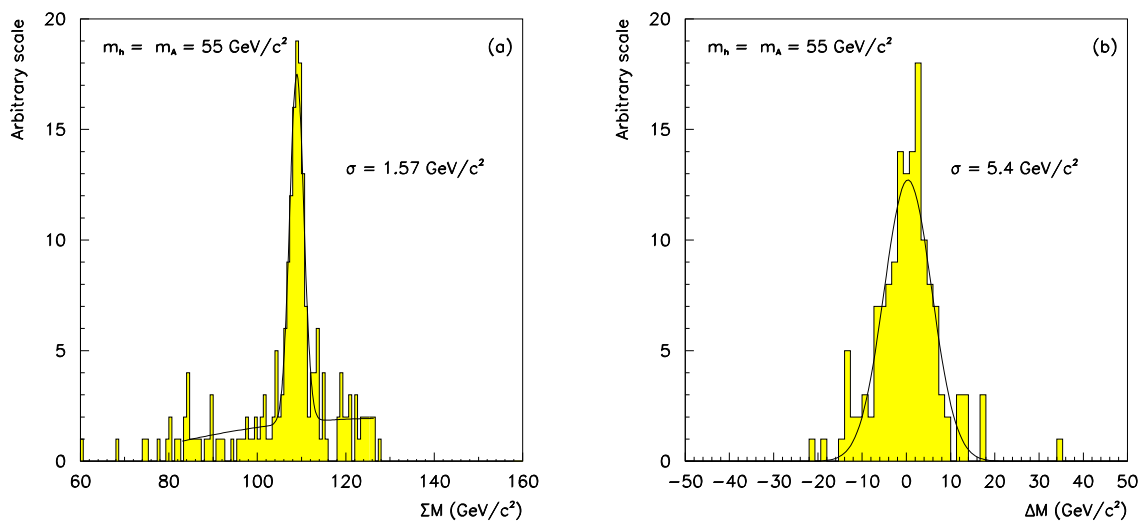 mₕ = m_A = 55 GeV/c²
(a)
σ = 1.57 GeV/c²
Arbitrary scale
20
15
10
5
0
60 80 100 120 140 160
ΣM (GeV/c²)
mₕ = m_A = 55 GeV/c²
(b)
σ = 5.4 GeV/c²
Arbitrary scale
20
15
10
5
0
−50 −40 −30 −20 −10 0 10 20 30 40 50
ΔM (GeV/c²)